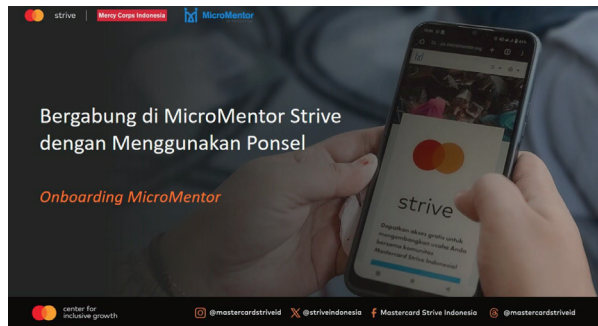 strive
Mercy Corps Indonesia
MicroMentor
Bergabung di MicroMentor Strive
dengan Menggunakan Ponsel
Onboarding MicroMentor
strive
Dapatkan akses gratis untuk
mengembangkan usaha Anda
bersama komunitas
Mastercard Strive Indonesia!
center for
inclusive growth
@mastercardstriveid
@striveindonesia
Mastercard Strive Indonesia
@mastercardstriveid